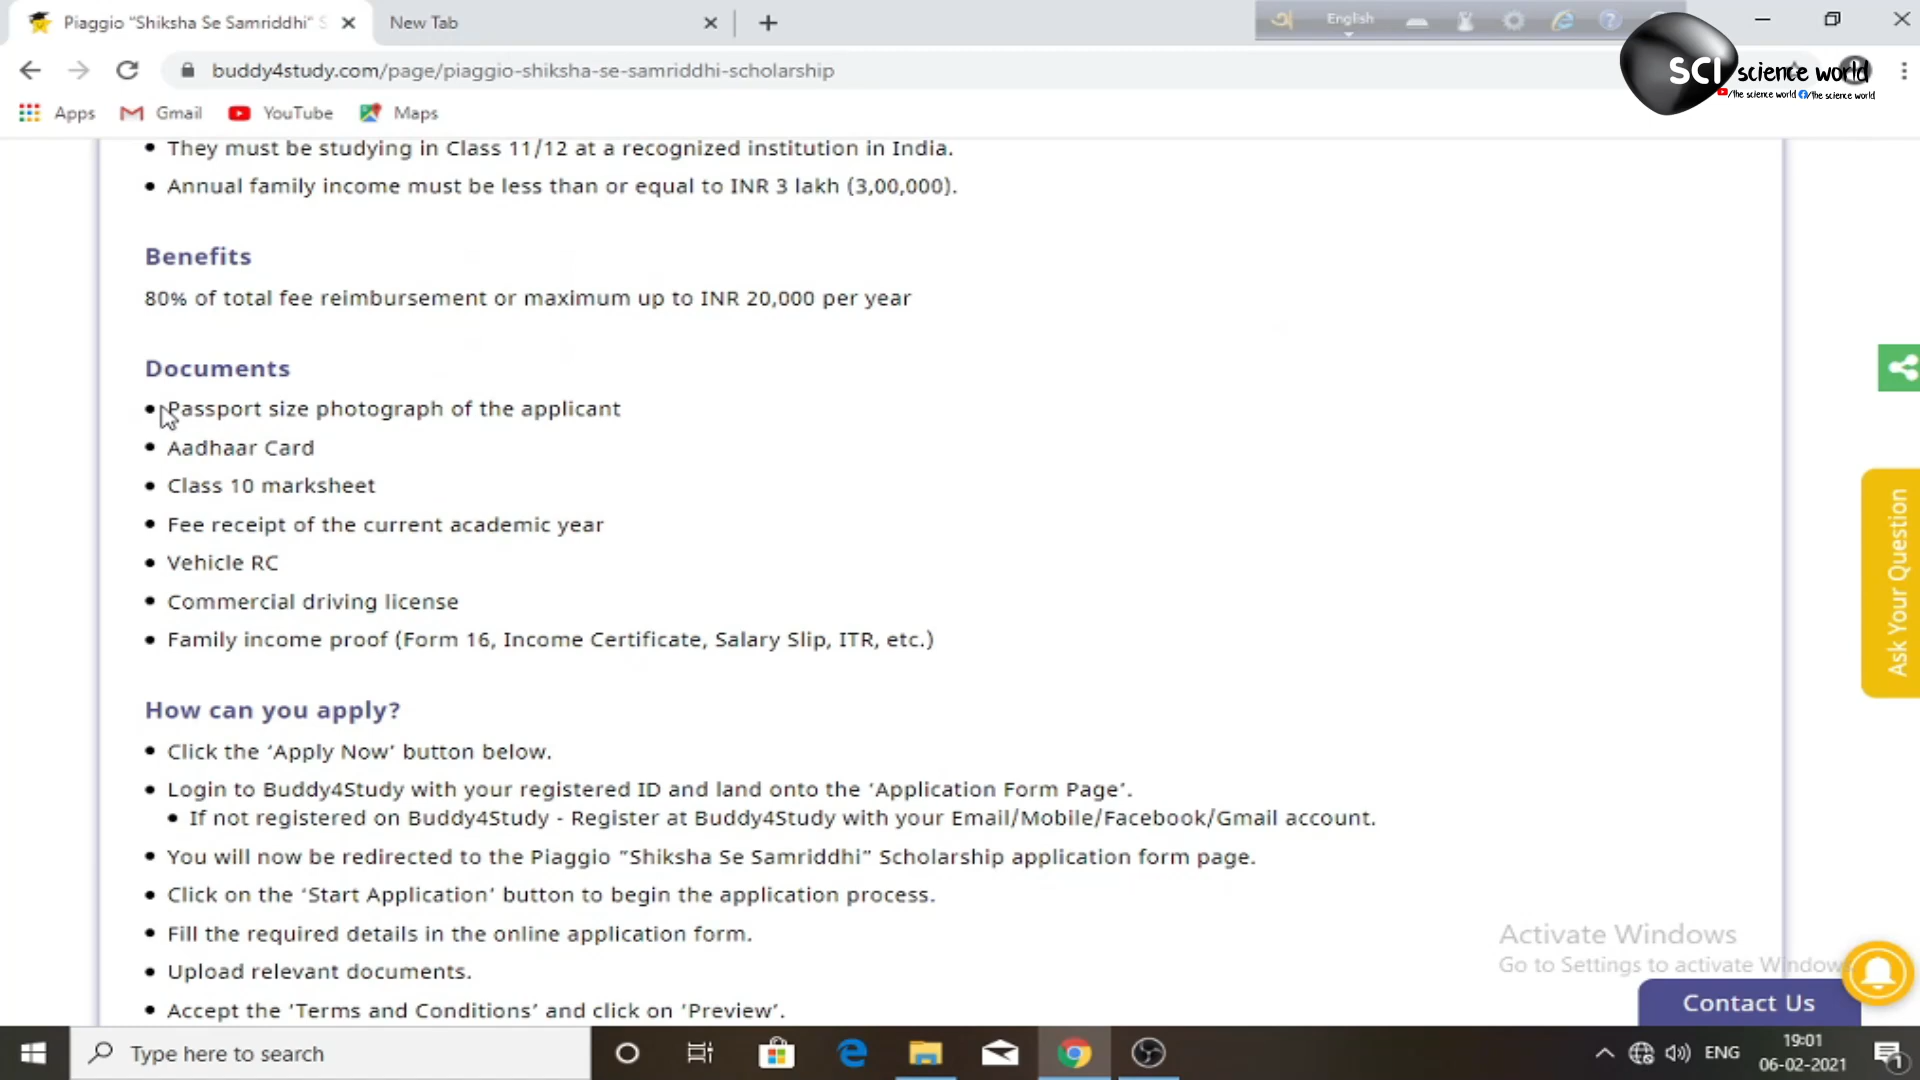 Piaggio “Shiksha Se Samriddhi” S
New Tab
English
buddy4study.com/page/piaggio-shiksha-se-samriddhi-scholarship
SCI science world
/the science world /the science world
Apps
Gmail
YouTube
Maps
They must be studying in Class 11/12 at a recognized institution in India.
Annual family income must be less than or equal to INR 3 lakh (3,00,000).
Benefits
80% of total fee reimbursement or maximum up to INR 20,000 per year
Documents
Passport size photograph of the applicant
Aadhaar Card
Class 10 marksheet
Fee receipt of the current academic year
Vehicle RC
Commercial driving license
Family income proof (Form 16, Income Certificate, Salary Slip, ITR, etc.)
Ask Your Question
How can you apply?
Click the ‘Apply Now’ button below.
Login to Buddy4Study with your registered ID and land onto the ‘Application Form Page’.
If not registered on Buddy4Study - Register at Buddy4Study with your Email/Mobile/Facebook/Gmail account.
You will now be redirected to the Piaggio “Shiksha Se Samriddhi” Scholarship application form page.
Click on the ‘Start Application’ button to begin the application process.
Fill the required details in the online application form.
Upload relevant documents.
Accept the ‘Terms and Conditions’ and click on ‘Preview’.
Activate Windows
Go to Settings to activate Window
Contact Us
Type here to search
ENG
19:01
06-02-2021
1